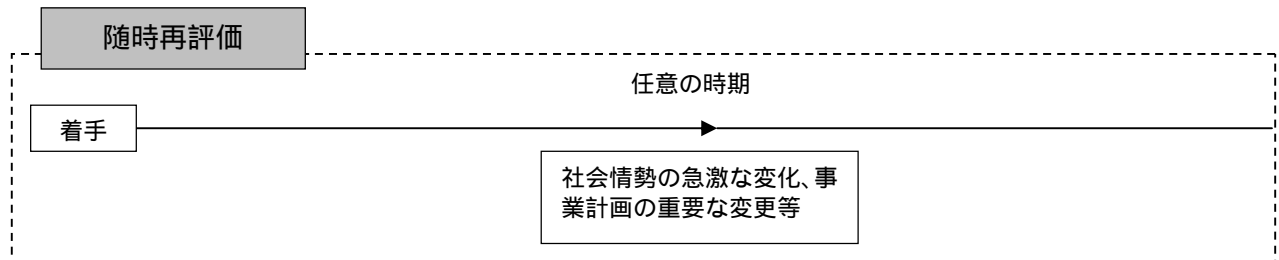 随時再評価
任意の時期
着手
社会情勢の急激な変化、事
業計画の重要な変更等